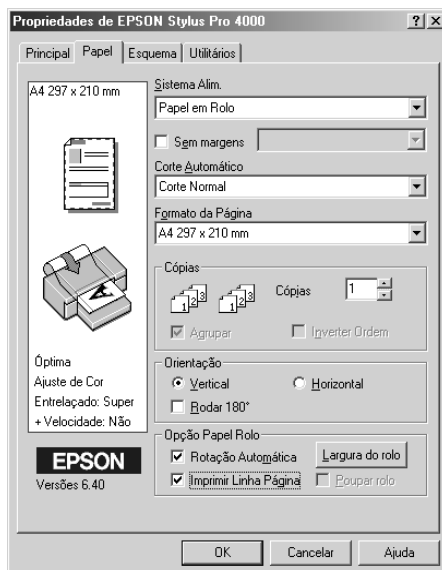 Propriedades de EPSON Stylus Pro 4000
Principal Papel Esquema Utilitários
A4 297 x 210 mm
Sistema Alim.
Papel em Rolo
Sem margens
Corte Automático
Corte Normal
Formato da Página
A4 297 x 210 mm
Cópias
Cópias 1
Agrupar Inverter Ordem
Orientação
Vertical Horizontal
Rodar 180°
Opção Papel Rolo
Rotação Automática Largura do rolo
Imprimir Linha Página Poupar rolo
Óptima
Ajuste de Cor
Entrelaçado: Super
+ Velocidade: Não
EPSON
Versões 6.40
OK Cancelar Ajuda